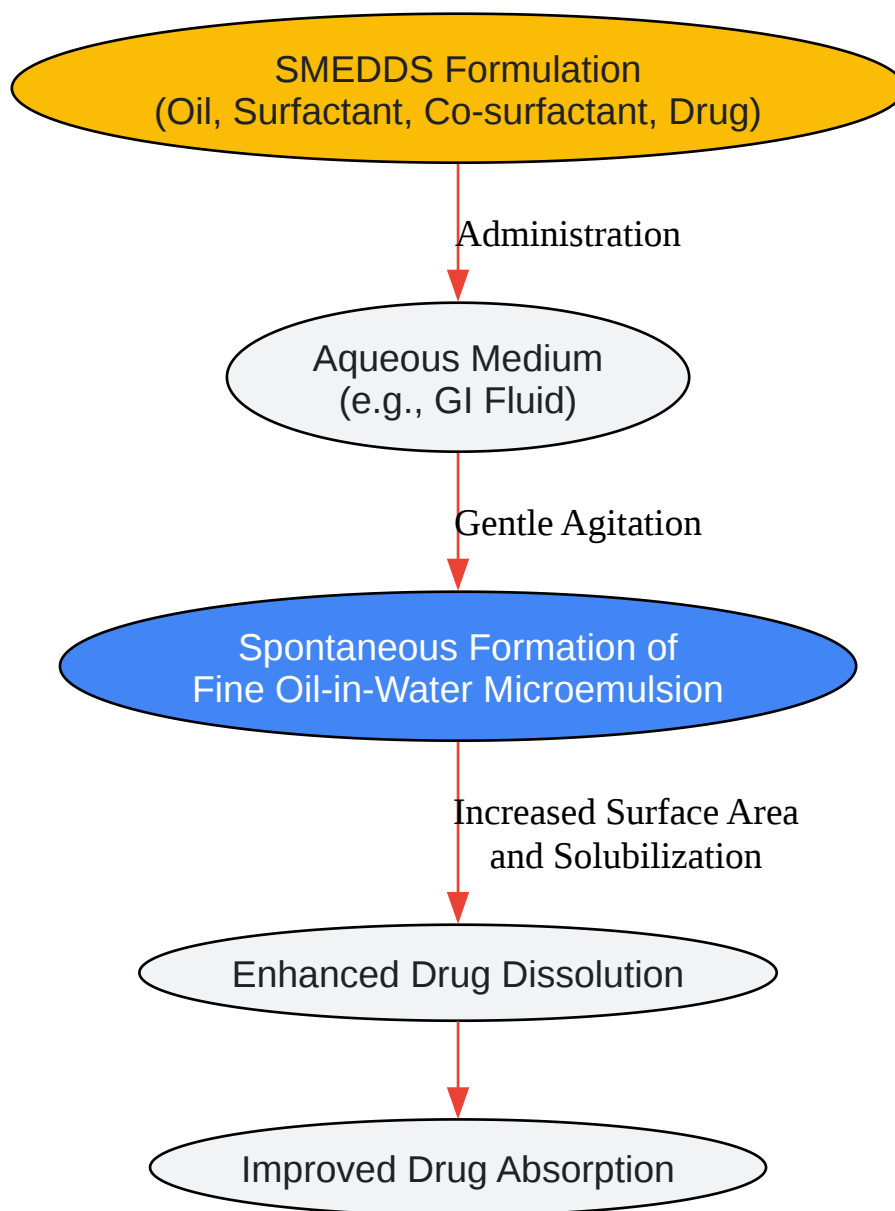 SMEDDS Formulation
(Oil, Surfactant, Co-surfactant, Drug)
Administration
Aqueous Medium
(e.g., GI Fluid)
Gentle Agitation
Spontaneous Formation of
Fine Oil-in-Water Microemulsion
Increased Surface Area
and Solubilization
Enhanced Drug Dissolution
Improved Drug Absorption